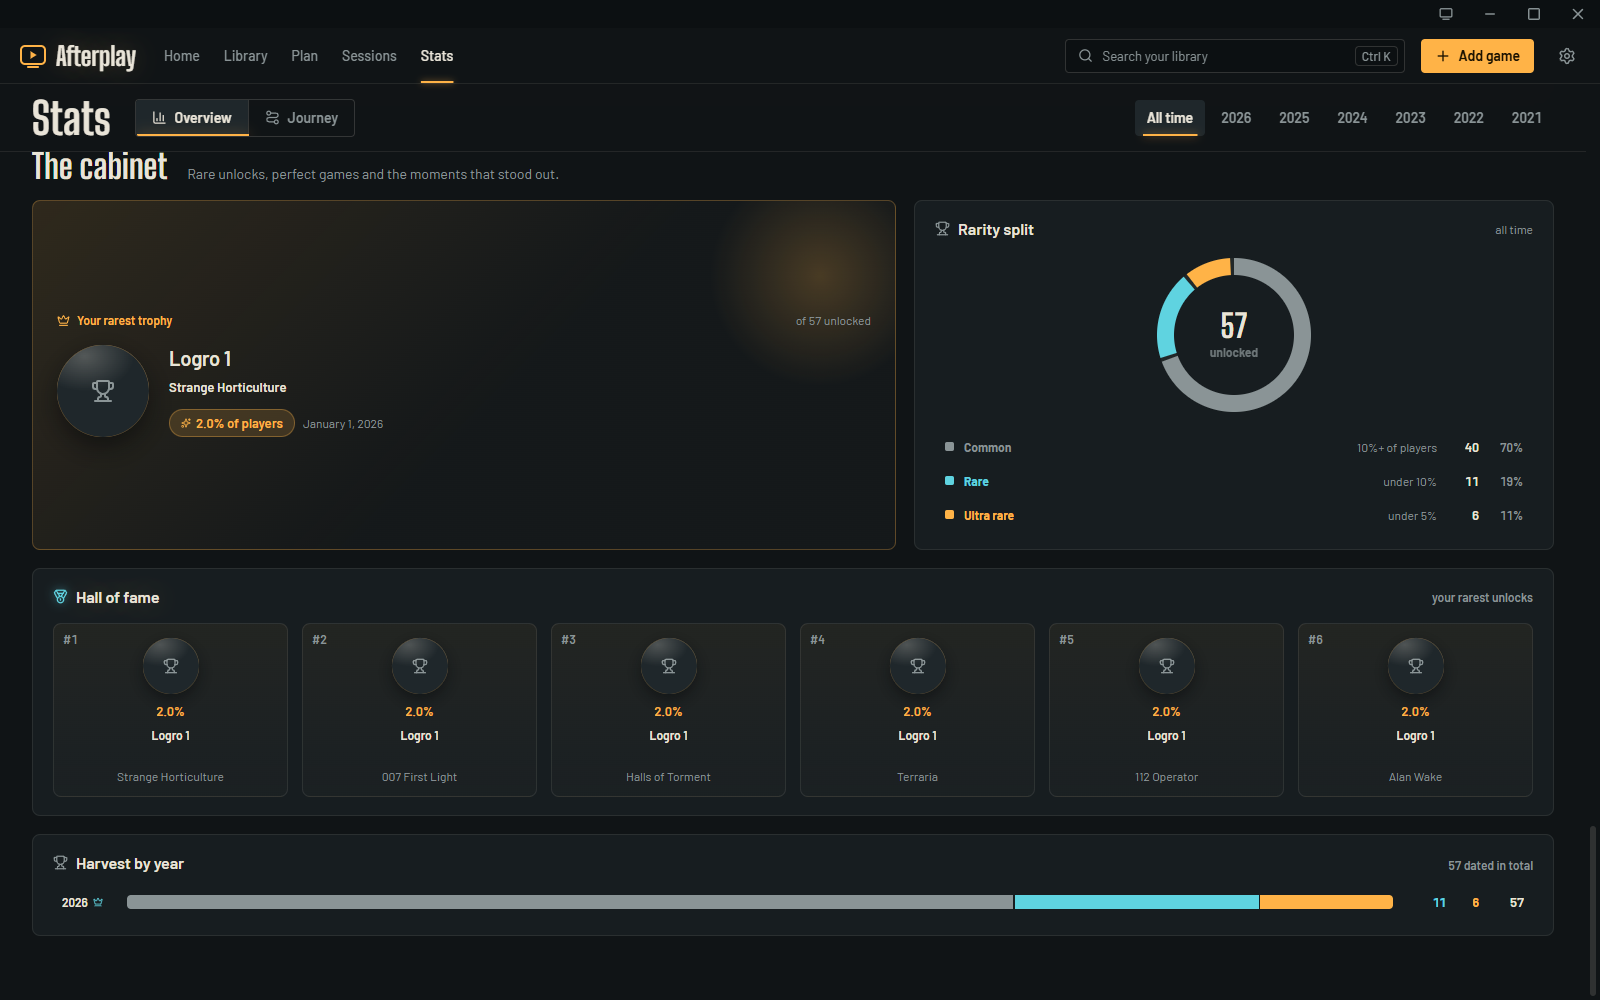 Afterplay
Home
Library
Plan
Sessions
Stats
Search your library
Ctrl K
Add game
Stats
Overview
Journey
All time
2026
2025
2024
2023
2022
2021
The cabinet
Rare unlocks, perfect games and the moments that stood out.
Your rarest trophy
of 57 unlocked
Logro 1
Strange Horticulture
2.0% of players
January 1, 2026
Rarity split
all time
57
unlocked
Common 10%+ of players 40 70%
Rare under 10% 11 19%
Ultra rare under 5% 6 11%
Hall of fame
your rarest unlocks
#1
2.0%
Logro 1
Strange Horticulture
#2
2.0%
Logro 1
007 First Light
#3
2.0%
Logro 1
Halls of Torment
#4
2.0%
Logro 1
Terraria
#5
2.0%
Logro 1
112 Operator
#6
2.0%
Logro 1
Alan Wake
Harvest by year
57 dated in total
2026 11 6 57